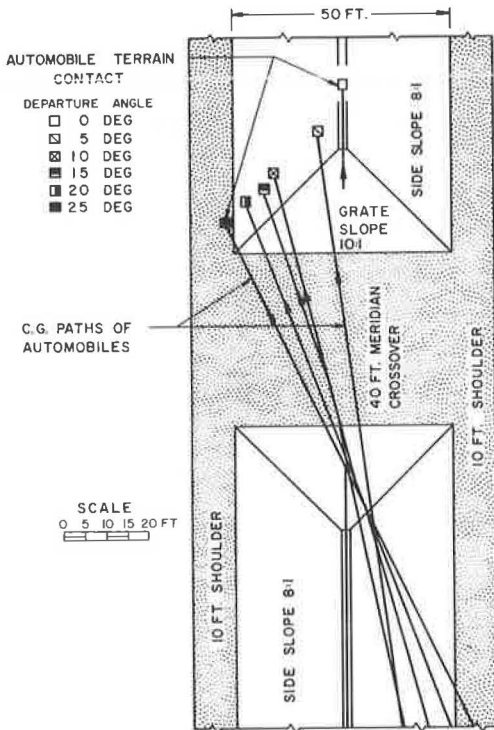 50 FT.
AUTOMOBILE TERRAIN
CONTACT
DEPARTURE ANGLE
0 DEG
5 DEG
10 DEG
15 DEG
20 DEG
25 DEG
SIDE SLOPE 8:1
GRATE
SLOPE
10:1
C.G. PATHS OF
AUTOMOBILES
40 FT. MERIDIAN
CROSSOVER
10 FT. SHOULDER
SCALE
0 5 10 15 20 FT
10 FT. SHOULDER
SIDE SLOPE 8:1